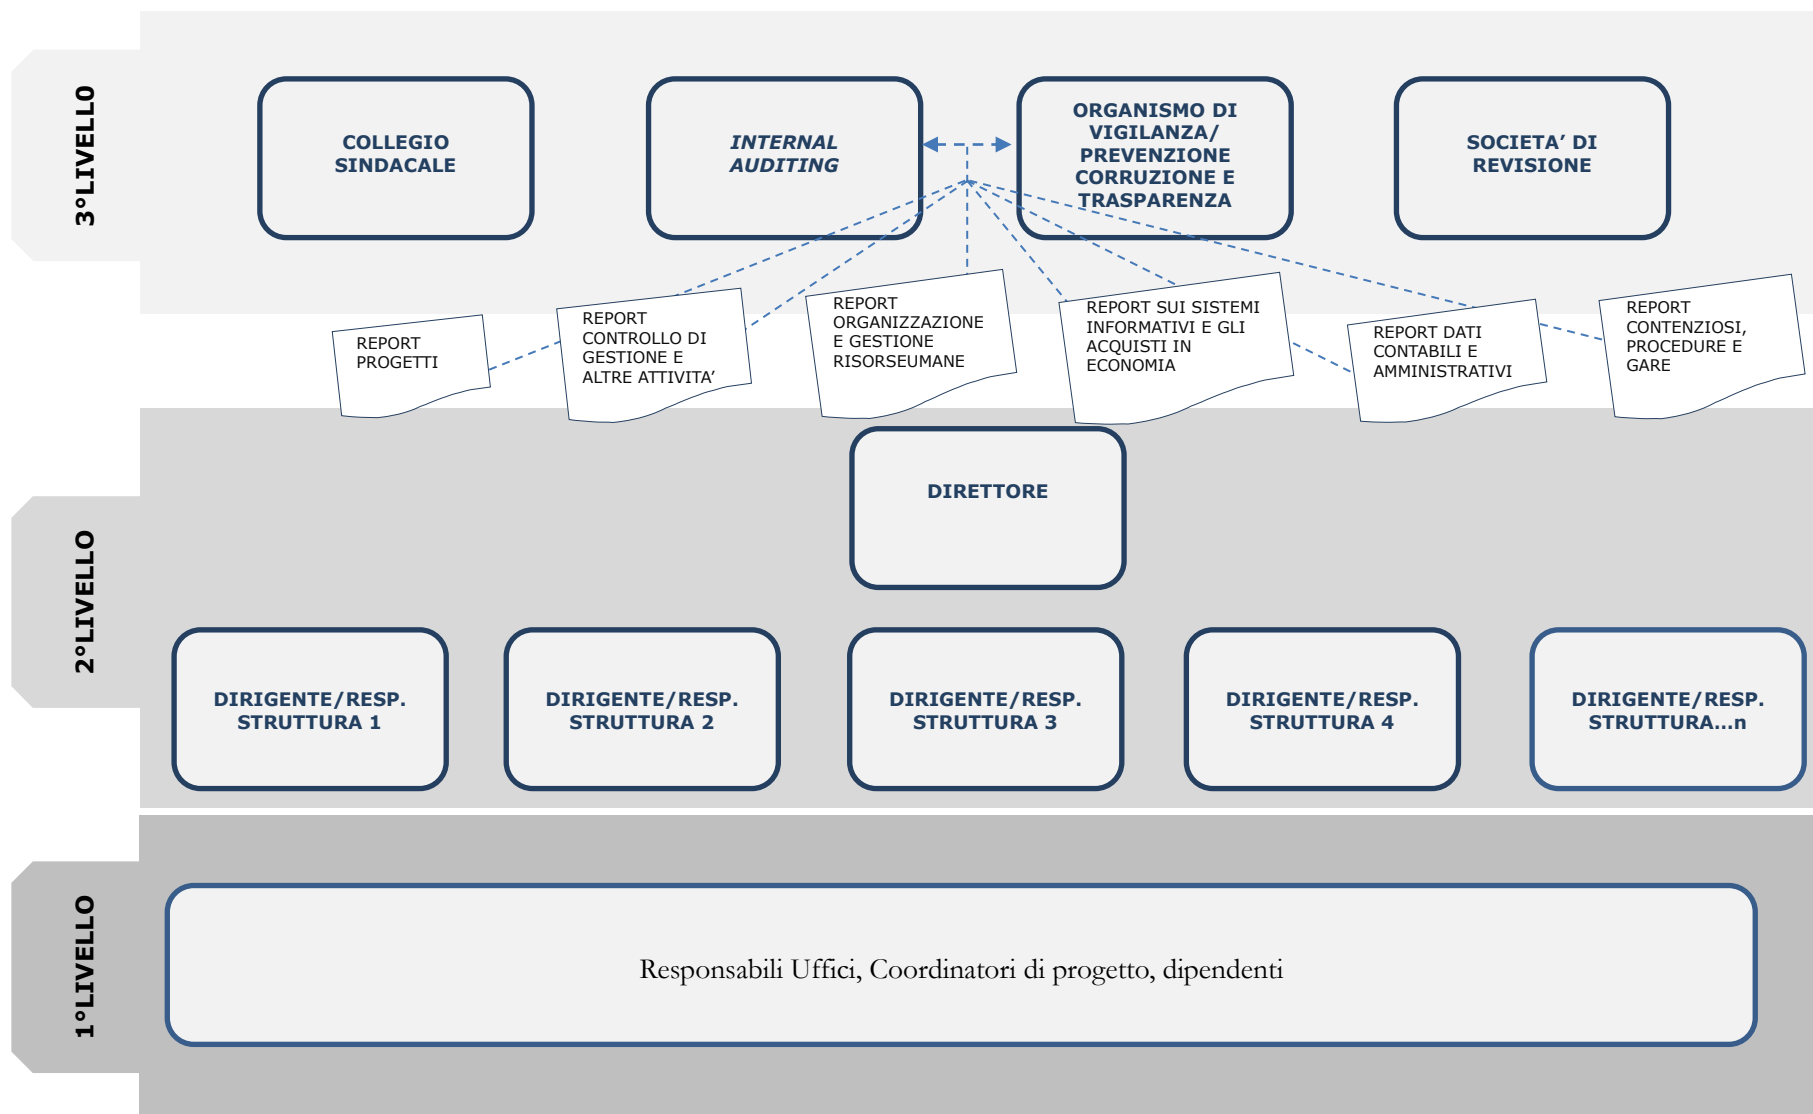 3°LIVELL0
COLLEGIO
SINDACALE
INTERNAL
AUDITING
ORGANISMO DI
VIGILANZA/
PREVENZIONE
CORRUZIONE E
TRASPARENZA
SOCIETA’ DI
REVISIONE
REPORT
PROGETTI
REPORT
CONTROLLO DI
GESTIONE E
ALTRE ATTIVITA’
REPORT
ORGANIZZAZIONE
E GESTIONE
RISORSEUMANE
REPORT SUI SISTEMI
INFORMATIVI E GLI
ACQUISTI IN
ECONOMIA
REPORT DATI
CONTABILI E
AMMINISTRATIVI
REPORT
CONTENZIOSI,
PROCEDURE E
GARE
2°LIVELLO
DIRETTORE
DIRIGENTE/RESP.
STRUTTURA 1
DIRIGENTE/RESP.
STRUTTURA 2
DIRIGENTE/RESP.
STRUTTURA 3
DIRIGENTE/RESP.
STRUTTURA 4
DIRIGENTE/RESP.
STRUTTURA...n
1°LIVELLO
Responsabili Uffici, Coordinatori di progetto, dipendenti